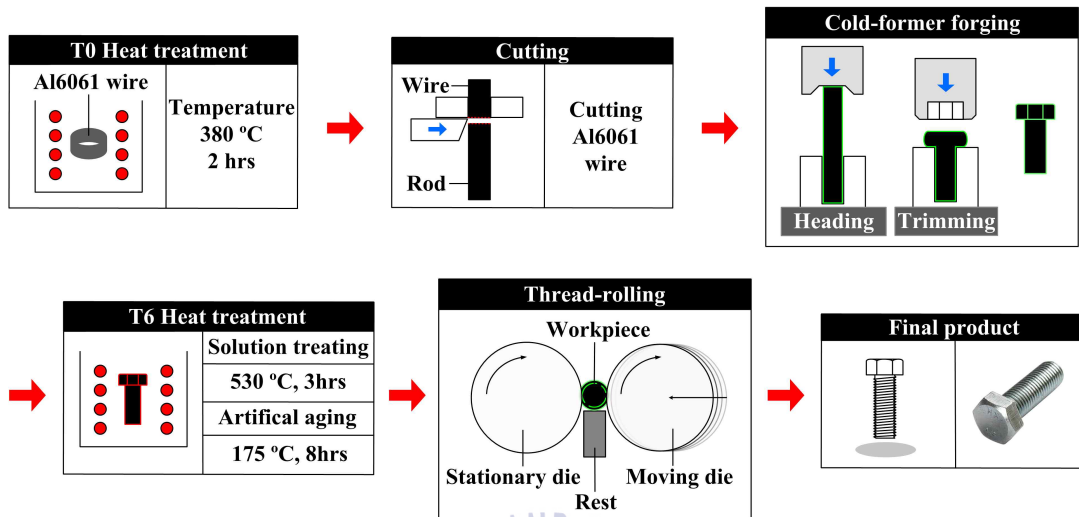 T0 Heat treatment
Al6061 wire
Temperature
380 ºC
2 hrs
Cutting
Wire
Rod
Cutting
Al6061
wire
Cold-former forging
Heading
Trimming
T6 Heat treatment
Solution treating
530 ºC, 3hrs
Artifical aging
175 ºC, 8hrs
Thread-rolling
Workpiece
Stationary die
Moving die
Rest
Final product